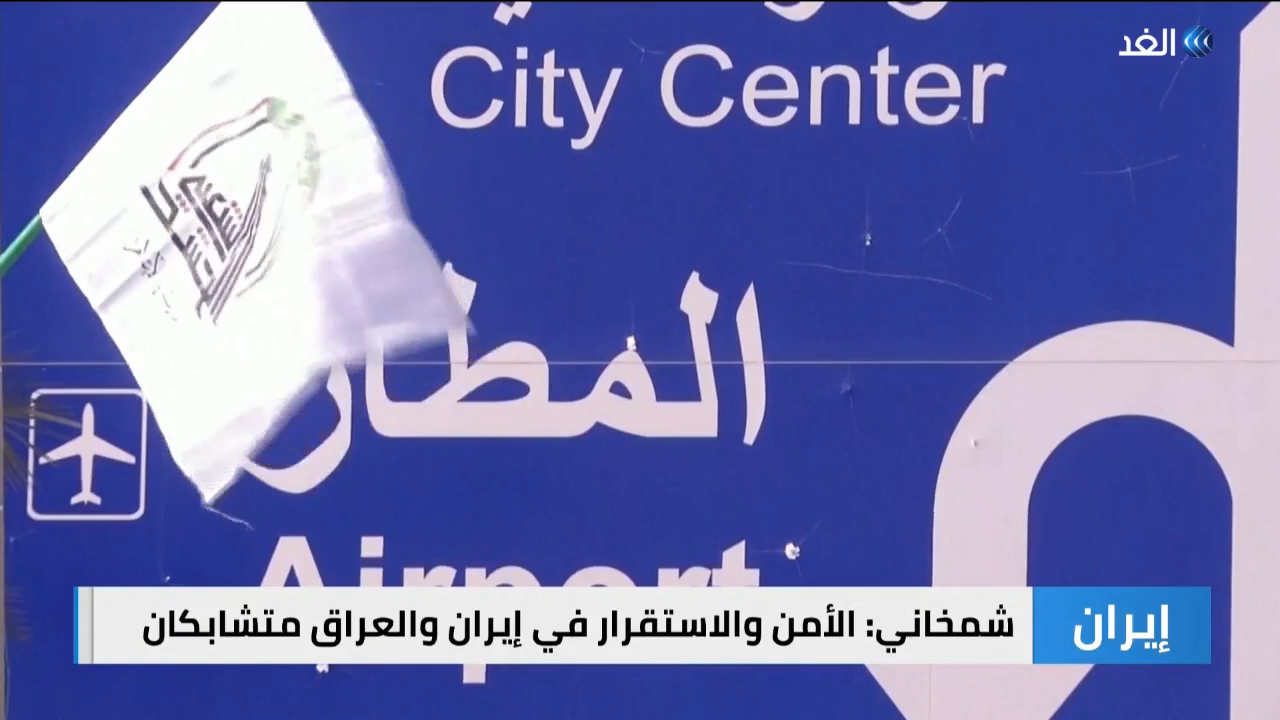 الغد
City Center
المطار
Airport
إيران
شمخاني: الأمن والاستقرار في إيران والعراق متشابكان